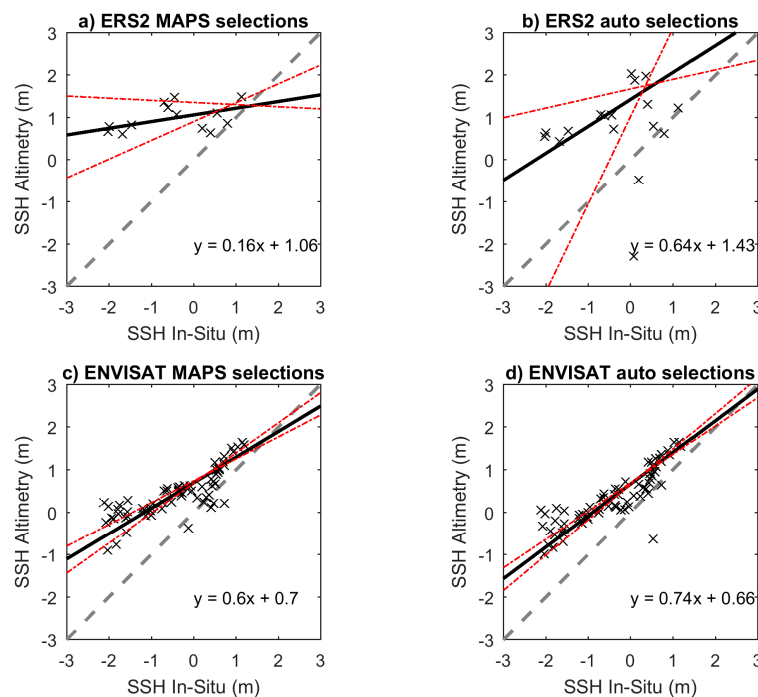 a) ERS2 MAPS selections
3
2
1
0
-1
-2
-3
-3 -2 -1 0 1 2 3
SSH Altimetry (m)
SSH In-Situ (m)
y = 0.16x + 1.06
b) ERS2 auto selections
3
2
1
0
-1
-2
-3
-3 -2 -1 0 1 2 3
SSH Altimetry (m)
SSH In-Situ (m)
y = 0.64x + 1.43
c) ENVISAT MAPS selections
3
2
1
0
-1
-2
-3
-3 -2 -1 0 1 2 3
SSH Altimetry (m)
SSH In-Situ (m)
y = 0.6x + 0.7
d) ENVISAT auto selections
3
2
1
0
-1
-2
-3
-3 -2 -1 0 1 2 3
SSH Altimetry (m)
SSH In-Situ (m)
y = 0.74x + 0.66